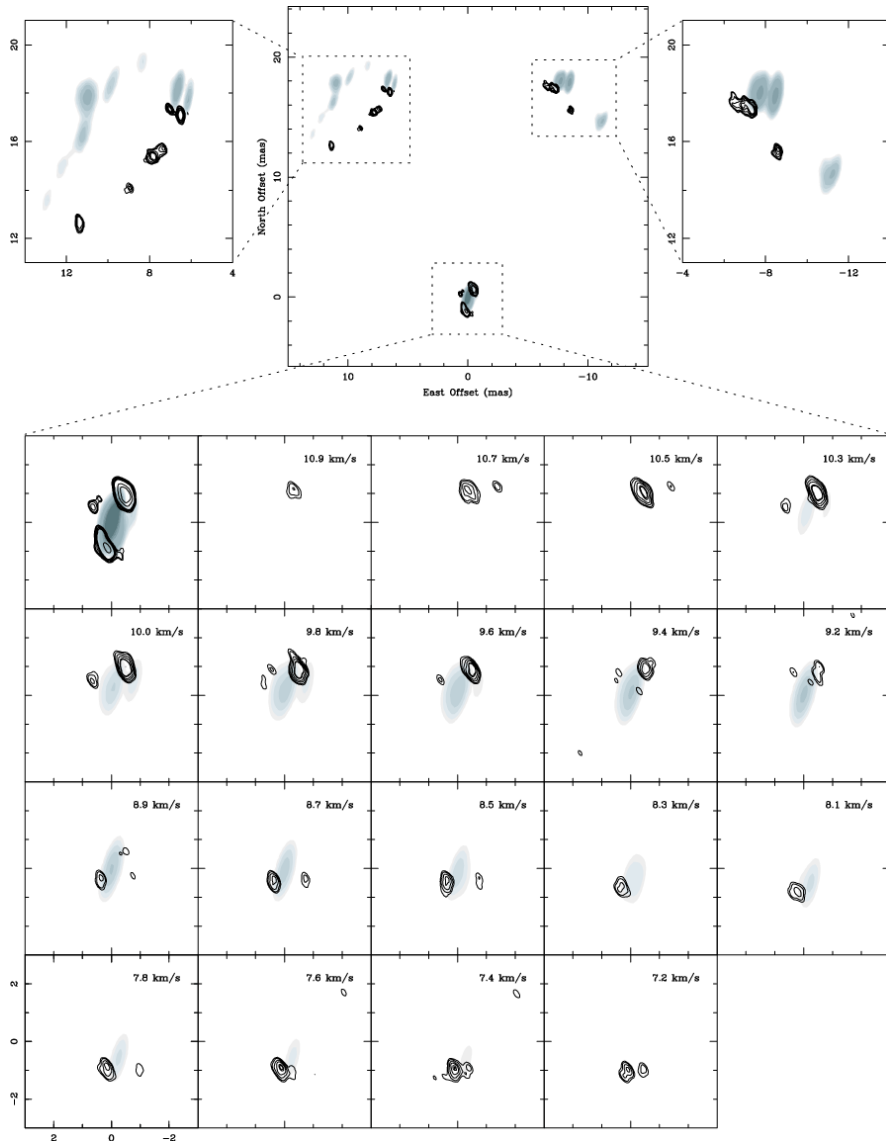 20
16
12
12 8 4
20
10
0
North Offset (mas)
10 0 -10
East Offset (mas)
20
16
12
-4 -8 -12
10.9 km/s
10.7 km/s
10.5 km/s
10.3 km/s
10.0 km/s
9.8 km/s
9.6 km/s
9.4 km/s
9.2 km/s
8.9 km/s
8.7 km/s
8.5 km/s
8.3 km/s
8.1 km/s
7.8 km/s
7.6 km/s
7.4 km/s
7.2 km/s
2
0
-2
2 0 -2